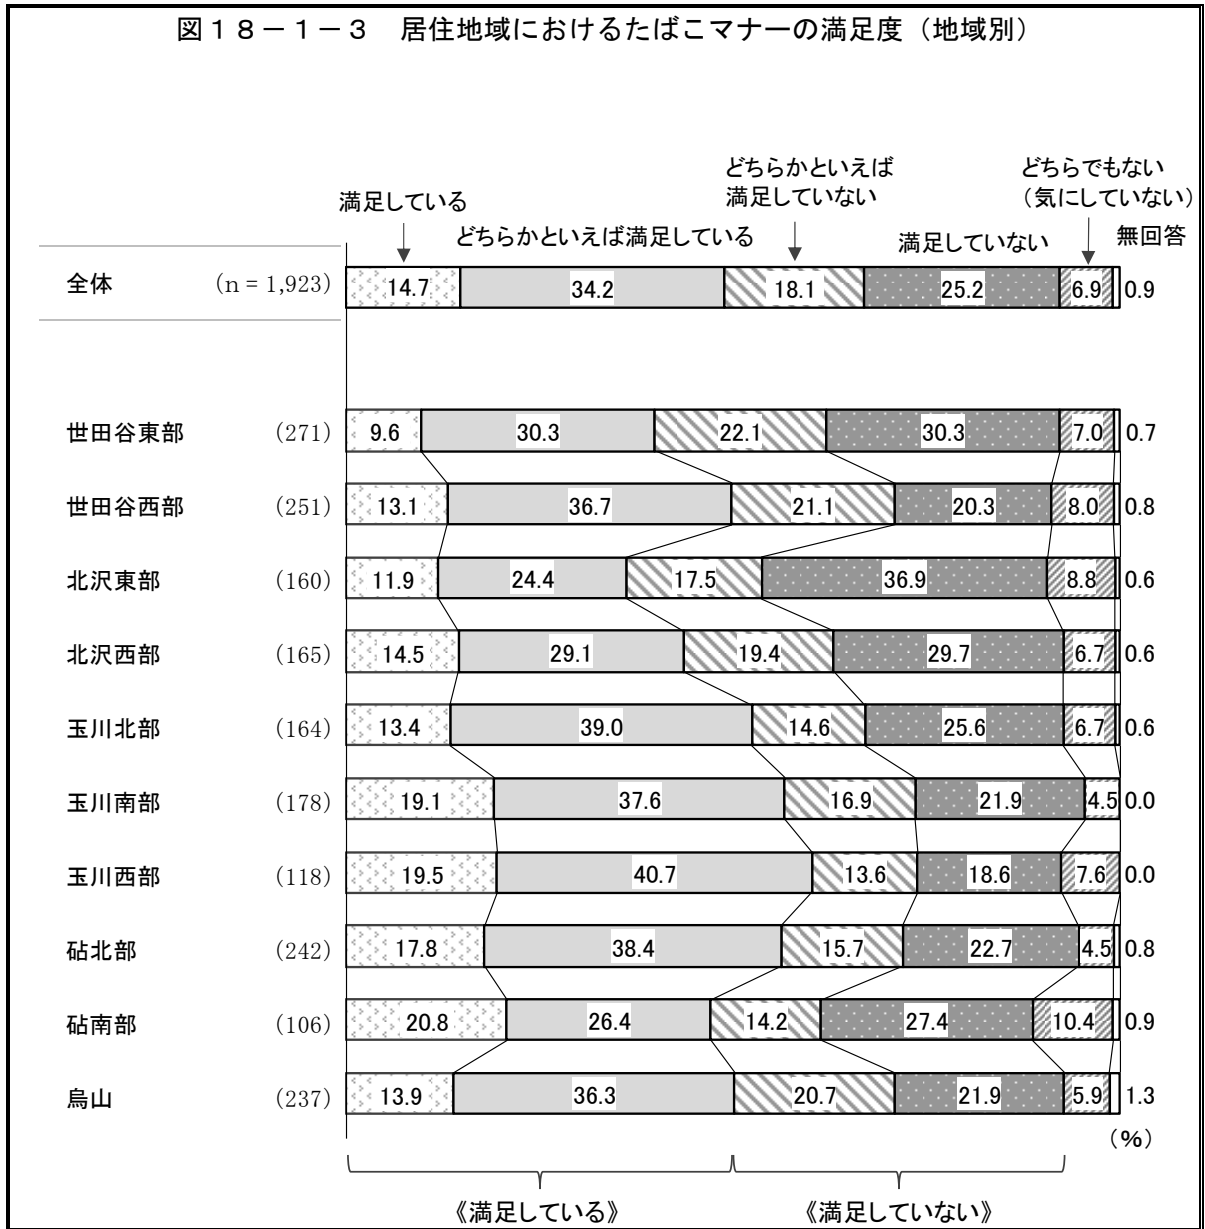 図18-1-3 居住地域におけるたばこマナーの満足度(地域別)
どちらかといえば どちらでもない
満足している 満足していない (気にしていない)
どちらかといえば満足している 満足していない 無回答
全体 (n = 1,923) 14.7 34.2 18.1 25.2 6.9 0.9
世田谷東部 (271) 9.6 30.3 22.1 30.3 7.0 0.7
世田谷西部 (251) 13.1 36.7 21.1 20.3 8.0 0.8
北沢東部 (160) 11.9 24.4 17.5 36.9 8.8 0.6
北沢西部 (165) 14.5 29.1 19.4 29.7 6.7 0.6
玉川北部 (164) 13.4 39.0 14.6 25.6 6.7 0.6
玉川南部 (178) 19.1 37.6 16.9 21.9 4.5 0.0
玉川西部 (118) 19.5 40.7 13.6 18.6 7.6 0.0
砧北部 (242) 17.8 38.4 15.7 22.7 4.5 0.8
砧南部 (106) 20.8 26.4 14.2 27.4 10.4 0.9
烏山 (237) 13.9 36.3 20.7 21.9 5.9 1.3
(%)
《満足している》 《満足していない》